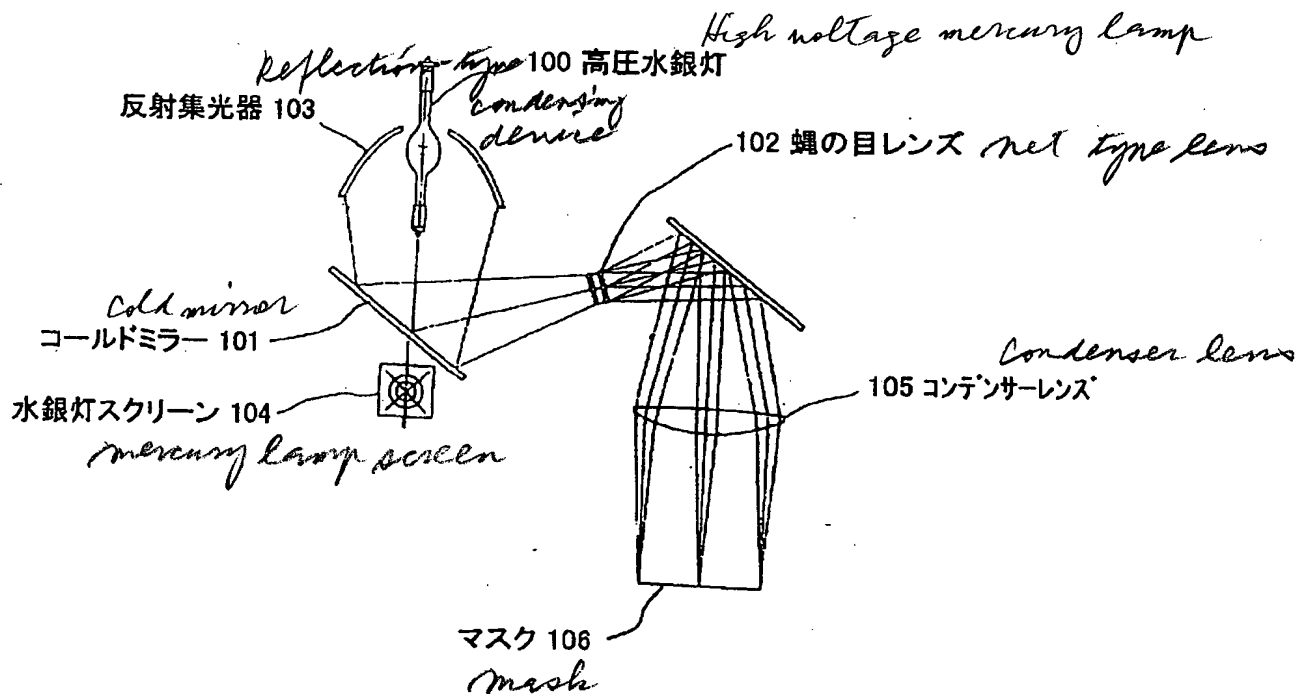 High voltage mercury lamp
Reflection-type
100 高圧水銀灯
反射集光器 103
condensing
device
102 蝿の目レンズ
net type lens
cold mirror
コールドミラー 101
condenser lens
105 コンデンサーレンズ
水銀灯スクリーン 104
mercury lamp screen
マスク 106
mask